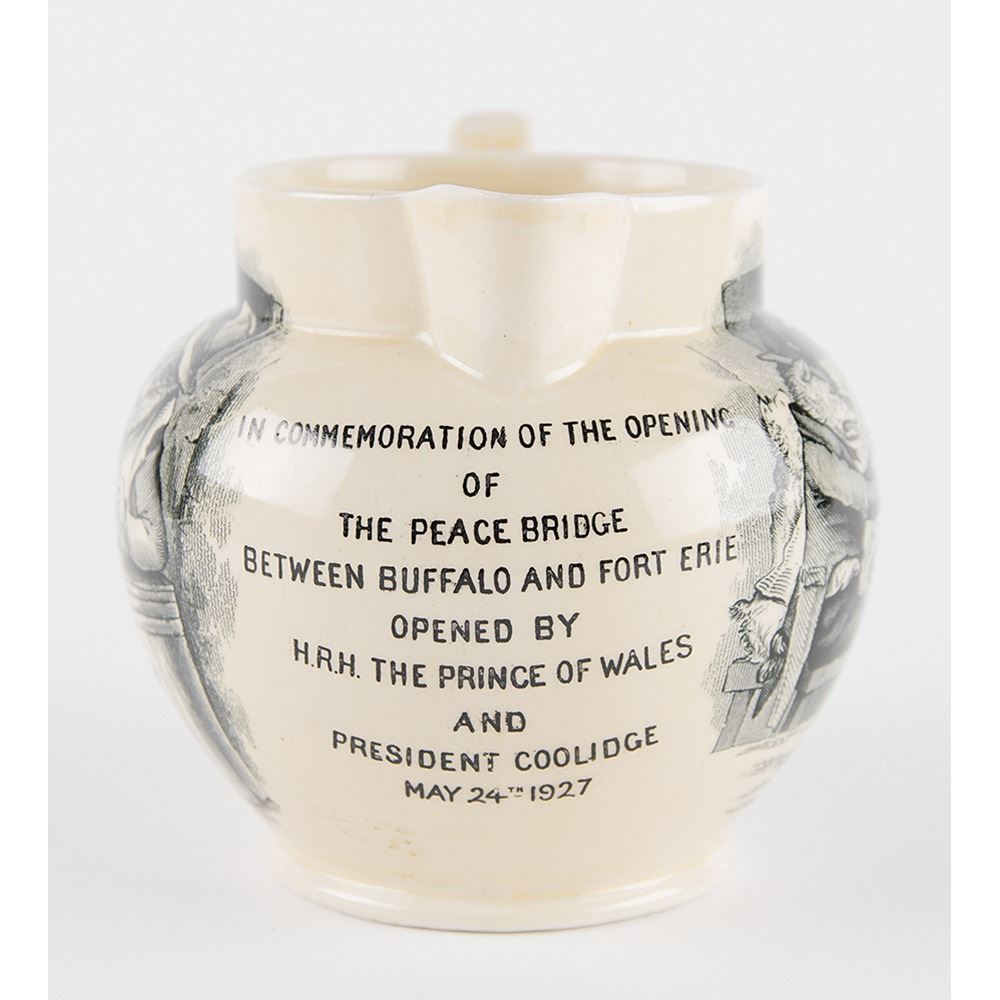 IN COMMEMORATION OF THE OPENING
OF
THE PEACE BRIDGE
BETWEEN BUFFALO AND FORT ERIE
OPENED BY
H.R.H. THE PRINCE OF WALES
AND
PRESIDENT COOLIDGE
MAY 24TH 1927